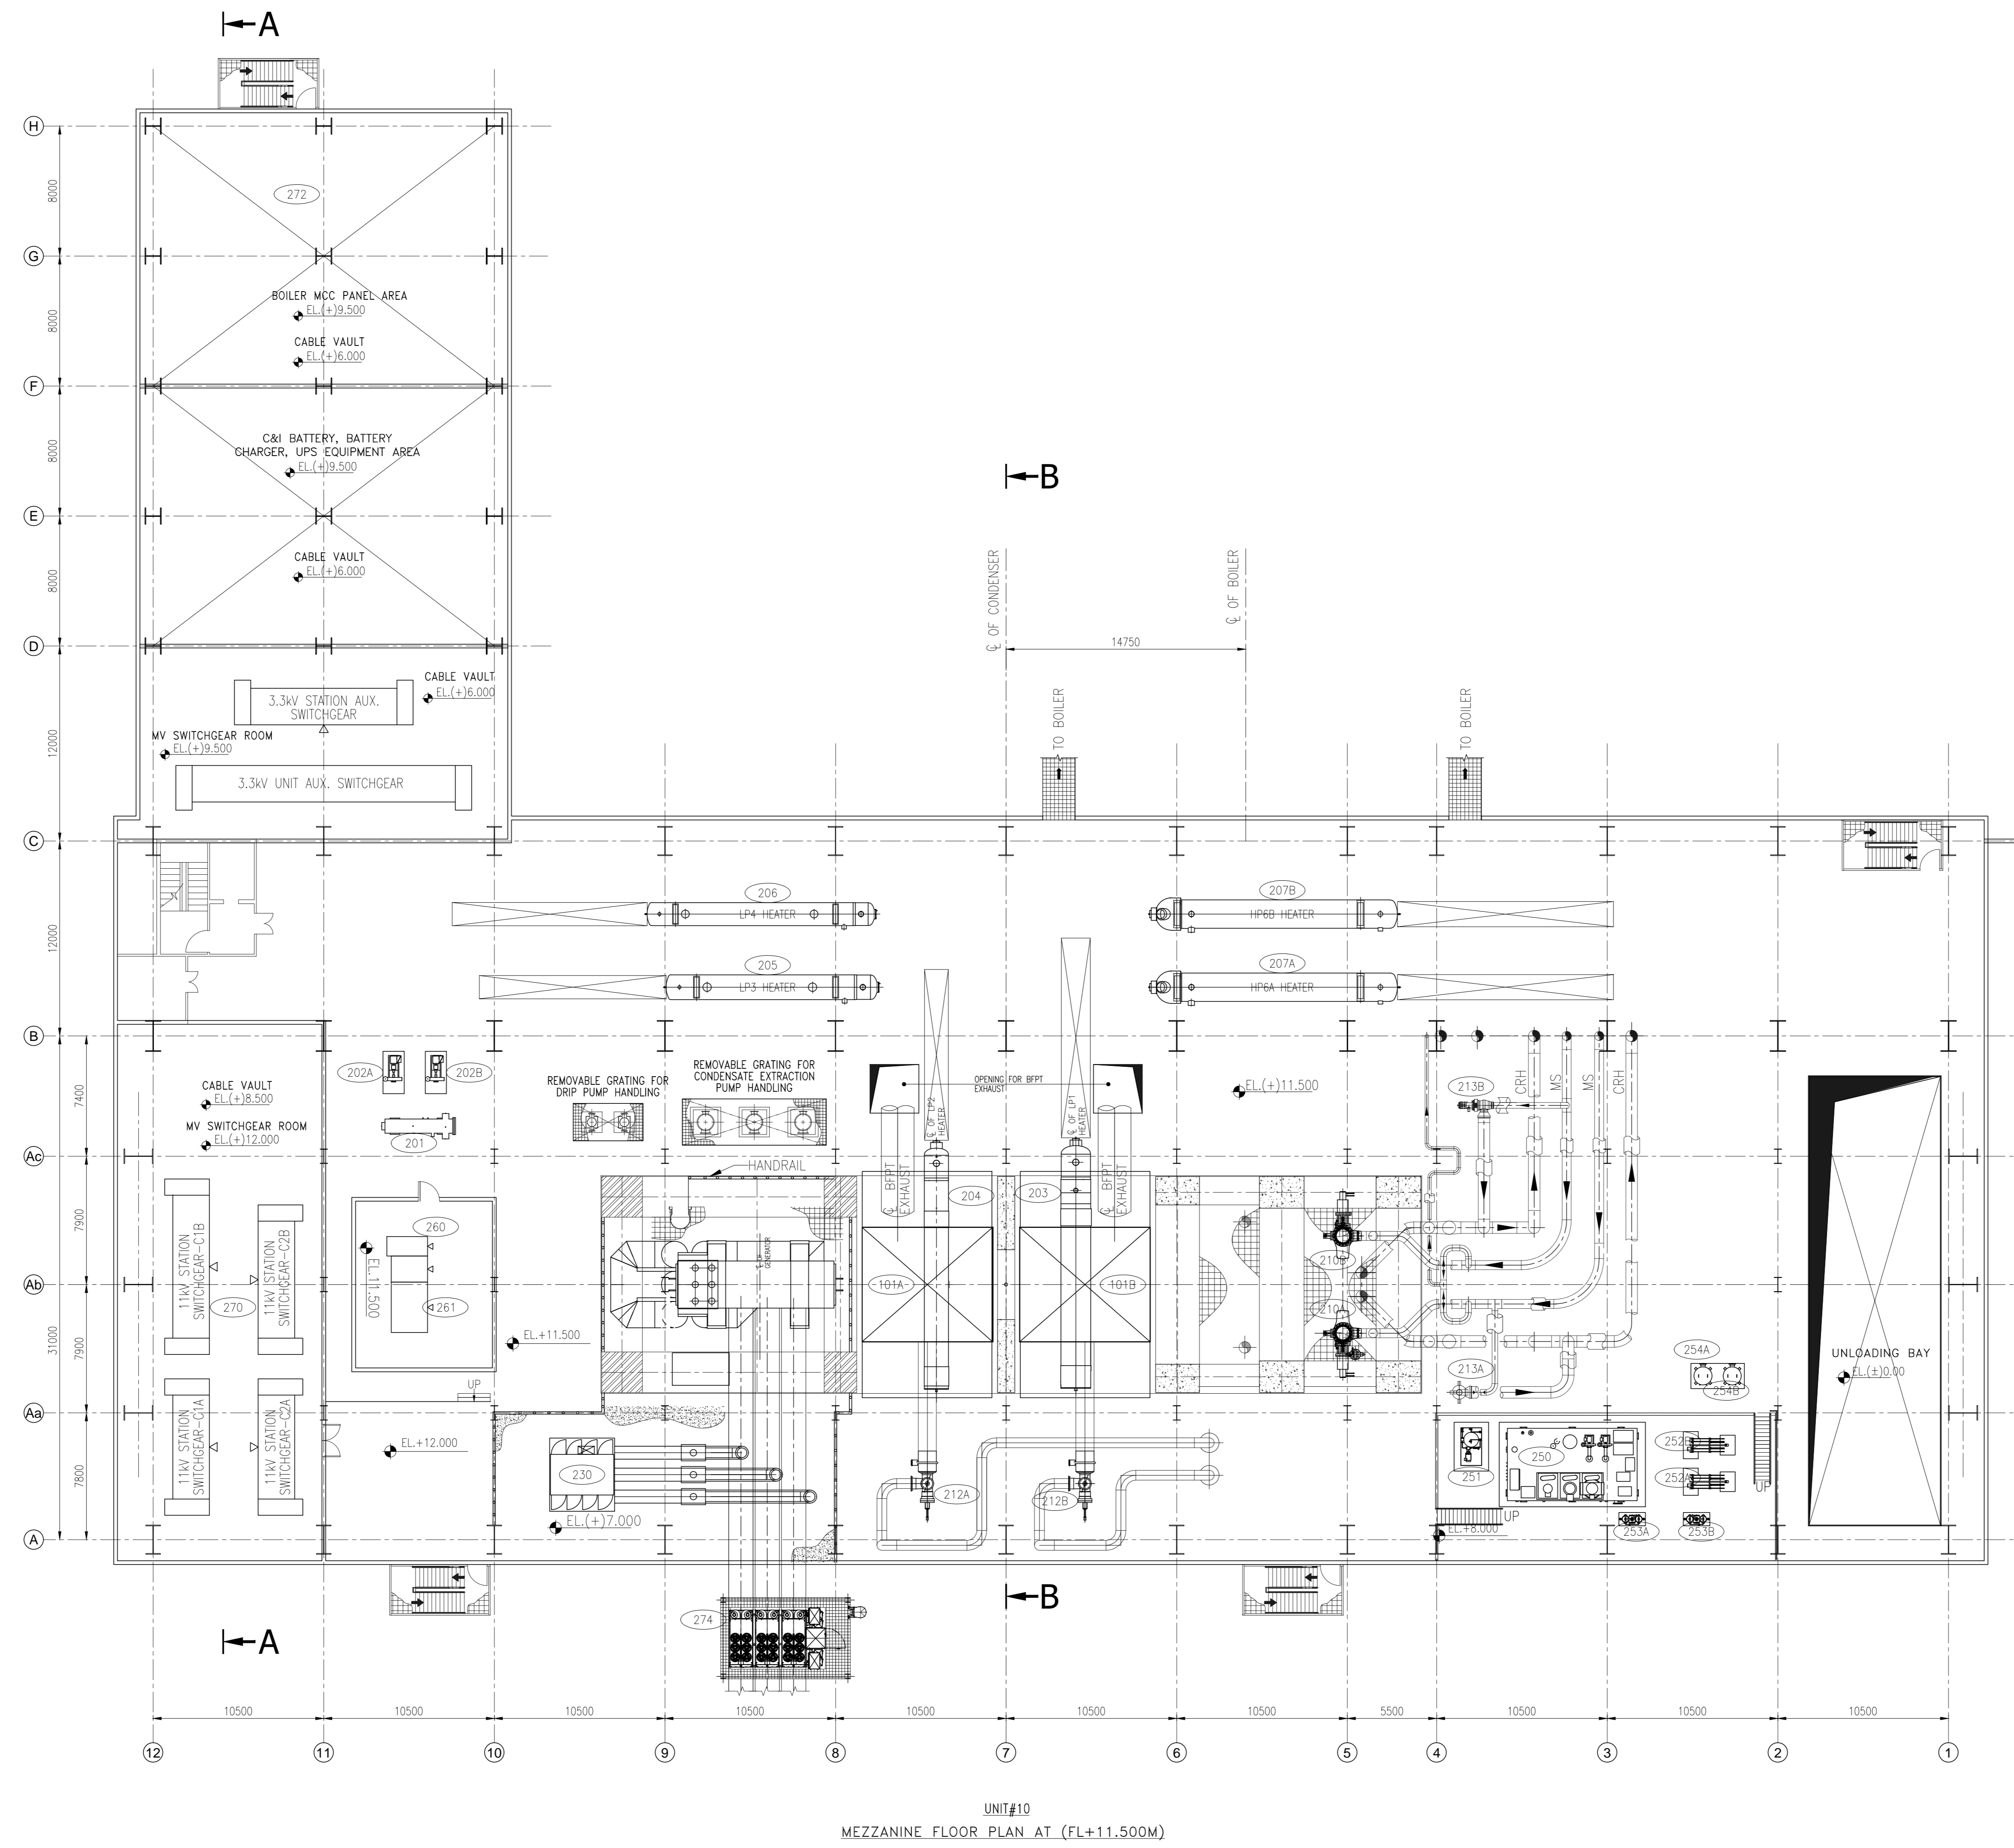 A
H
8000
272
G
BOILER MCC PANEL AREA
EL.(+)9.500
8000
CABLE VAULT
EL.(+)6.000
F
C&I BATTERY, BATTERY
CHARGER, UPS EQUIPMENT AREA
EL.(+)9.500
8000
B
E
CABLE VAULT
EL.(+)6.000
8000
℄ OF CONDENSER
℄ OF BOILER
14750
D
CABLE VAULT
EL.(+)6.000
3.3kV STATION AUX.
SWITCHGEAR
12000
MV SWITCHGEAR ROOM
EL.(+)9.500
3.3kV UNIT AUX. SWITCHGEAR
TO BOILER
TO BOILER
C
12000
206
LP4 HEATER
207B
HP6B HEATER
205
LP3 HEATER
207A
HP6A HEATER
B
202A
202B
REMOVABLE GRATING FOR
DRIP PUMP HANDLING
REMOVABLE GRATING FOR
CONDENSATE EXTRACTION
PUMP HANDLING
OPENING FOR BFPT
EXHAUST
EL.(+)11.500
213B
CRH
MS
MS
CRH
CABLE VAULT
EL.(+)8.500
MV SWITCHGEAR ROOM
EL.(+)12.000
7400
201
℄ OF LP2
HEATER
℄ OF LP1
HEATER
Ac
HANDRAIL
℄ BFPT
EXHAUST
204
203
℄ BFPT
EXHAUST
7900
11kV STATION
SWITCHGEAR-C1B
11kV STATION
SWITCHGEAR-C2B
260
EL.11.500
℄ OF
GENERATOR
210B
Ab
270
261
101A
101B
210A
31000
7900
EL.+11.500
254A
254B
UNLOADING BAY
EL.(±)0.00
213A
UP
Aa
11kV STATION
SWITCHGEAR-C1A
11kV STATION
SWITCHGEAR-C2A
EL.+12.000
7800
230
212A
212B
251
250
252B
252A
UP
UP
EL.(+)7.000
EL.+8.000
253A
253B
A
274
B
A
10500
10500
10500
10500
10500
10500
10500
5500
10500
10500
10500
12
11
10
9
8
7
6
5
4
3
2
1
UNIT#10
MEZZANINE FLOOR PLAN AT (FL+11.500M)